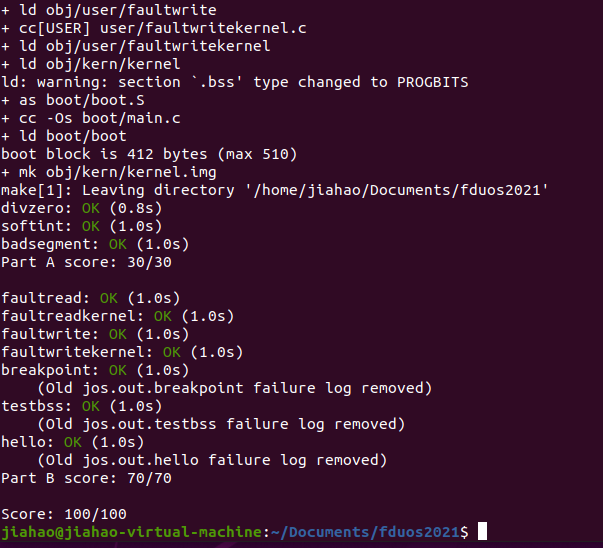 + ld obj/user/faultwrite
+ cc[USER] user/faultwritekernel.c
+ ld obj/user/faultwritekernel
+ ld obj/kern/kernel
ld: warning: section `.bss' type changed to PROGBITS
+ as boot/boot.S
+ cc -Os boot/main.c
+ ld boot/boot
boot block is 412 bytes (max 510)
+ mk obj/kern/kernel.img
make[1]: Leaving directory '/home/jiahao/Documents/fduos2021'
divzero: OK (0.8s)
softint: OK (1.0s)
badsegment: OK (1.0s)
Part A score: 30/30

faultread: OK (1.0s)
faultreadkernel: OK (1.0s)
faultwrite: OK (1.0s)
faultwritekernel: OK (1.0s)
breakpoint: OK (1.0s)
    (Old jos.out.breakpoint failure log removed)
testbss: OK (1.0s)
    (Old jos.out.testbss failure log removed)
hello: OK (1.0s)
    (Old jos.out.hello failure log removed)
Part B score: 70/70

Score: 100/100
jiahao@jiahao-virtual-machine:~/Documents/fduos2021$